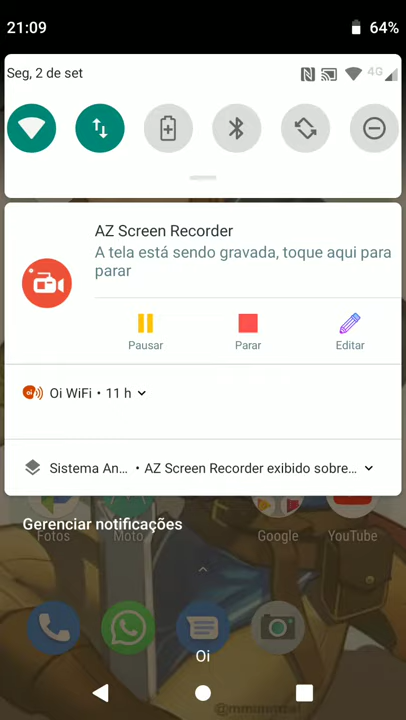 21:09
64%
Seg, 2 de set
4G
AZ Screen Recorder
A tela está sendo gravada, toque aqui para
parar
Pausar
Parar
Editar
oi
Oi WiFi • 11 h
Sistema An... • AZ Screen Recorder exibido sobre...
Gerenciar notificações
Fotos
Moto
Google
YouTube
Oi